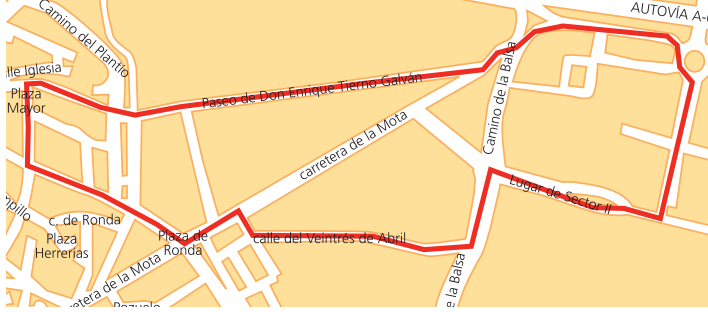 AUTOVÍA A-
Camino del Plantío
lle Iglesia
Plaza
Mayor
Paseo de Don Enrique Tierno Galván
Camino de la Balsa
carretera de la Mota
Lugar de Sector II
mpillo
c. de Ronda
Plaza
Herrerías
Plaza de
Ronda
calle del Veintrés de Abril
etera de la Mota
e la Balsa
Pozuelo